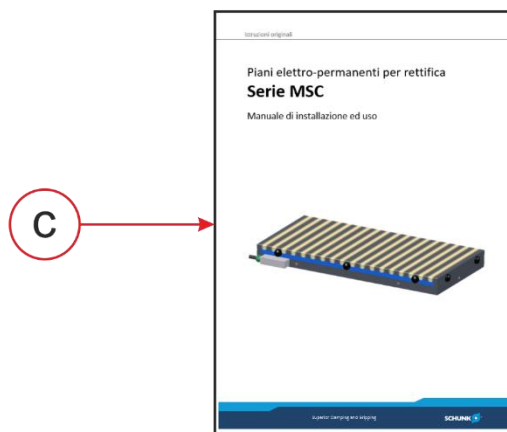 Istruzioni originali
Piani elettro-permanenti per rettifica
Serie MSC
Manuale di installazione ed uso
C
Superior Clamping and Gripping
SCHUNK